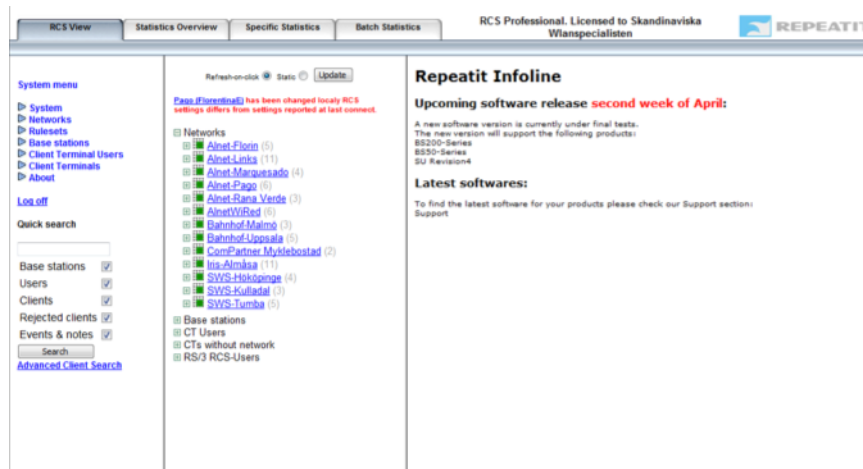 RCS View
Statistics Overview
Specific Statistics
Batch Statistics
RCS Professional. Licensed to Skandinaviska
Wlanspecialisten
REPEATIT
System menu
System
Networks
Rulesets
Base stations
Client Terminal Users
Client Terminals
About
Log off
Quick search
Base stations
Users
Clients
Rejected clients
Events & notes
Search
Advanced Client Search
Refresh-on-click Static Update
Pago (FlorentinaE) has been changed localy RCS
settings differs from settings reported at last connect.
Networks
Alnet-Florin (5)
Alnet-Links (11)
Alnet-Marquesado (4)
Alnet-Pago (6)
Alnet-Rana Verde (3)
AlnetWiRed (6)
Bahnhof-Malmö (3)
Bahnhof-Uppsala (5)
ComPartner Myklebostad (2)
Iris-Almåsa (11)
SWS-Hököpinge (4)
SWS-Kulladal (3)
SWS-Tumba (5)
Base stations
CT Users
CTs without network
RS/3 RCS-Users
Repeatit Infoline
Upcoming software release second week of April:
A new software version is currently under final tests.
The new version will support the following products:
BS200-Series
BS50-Series
SU Revision4
Latest softwares:
To find the latest software for your products please check our Support section:
Support